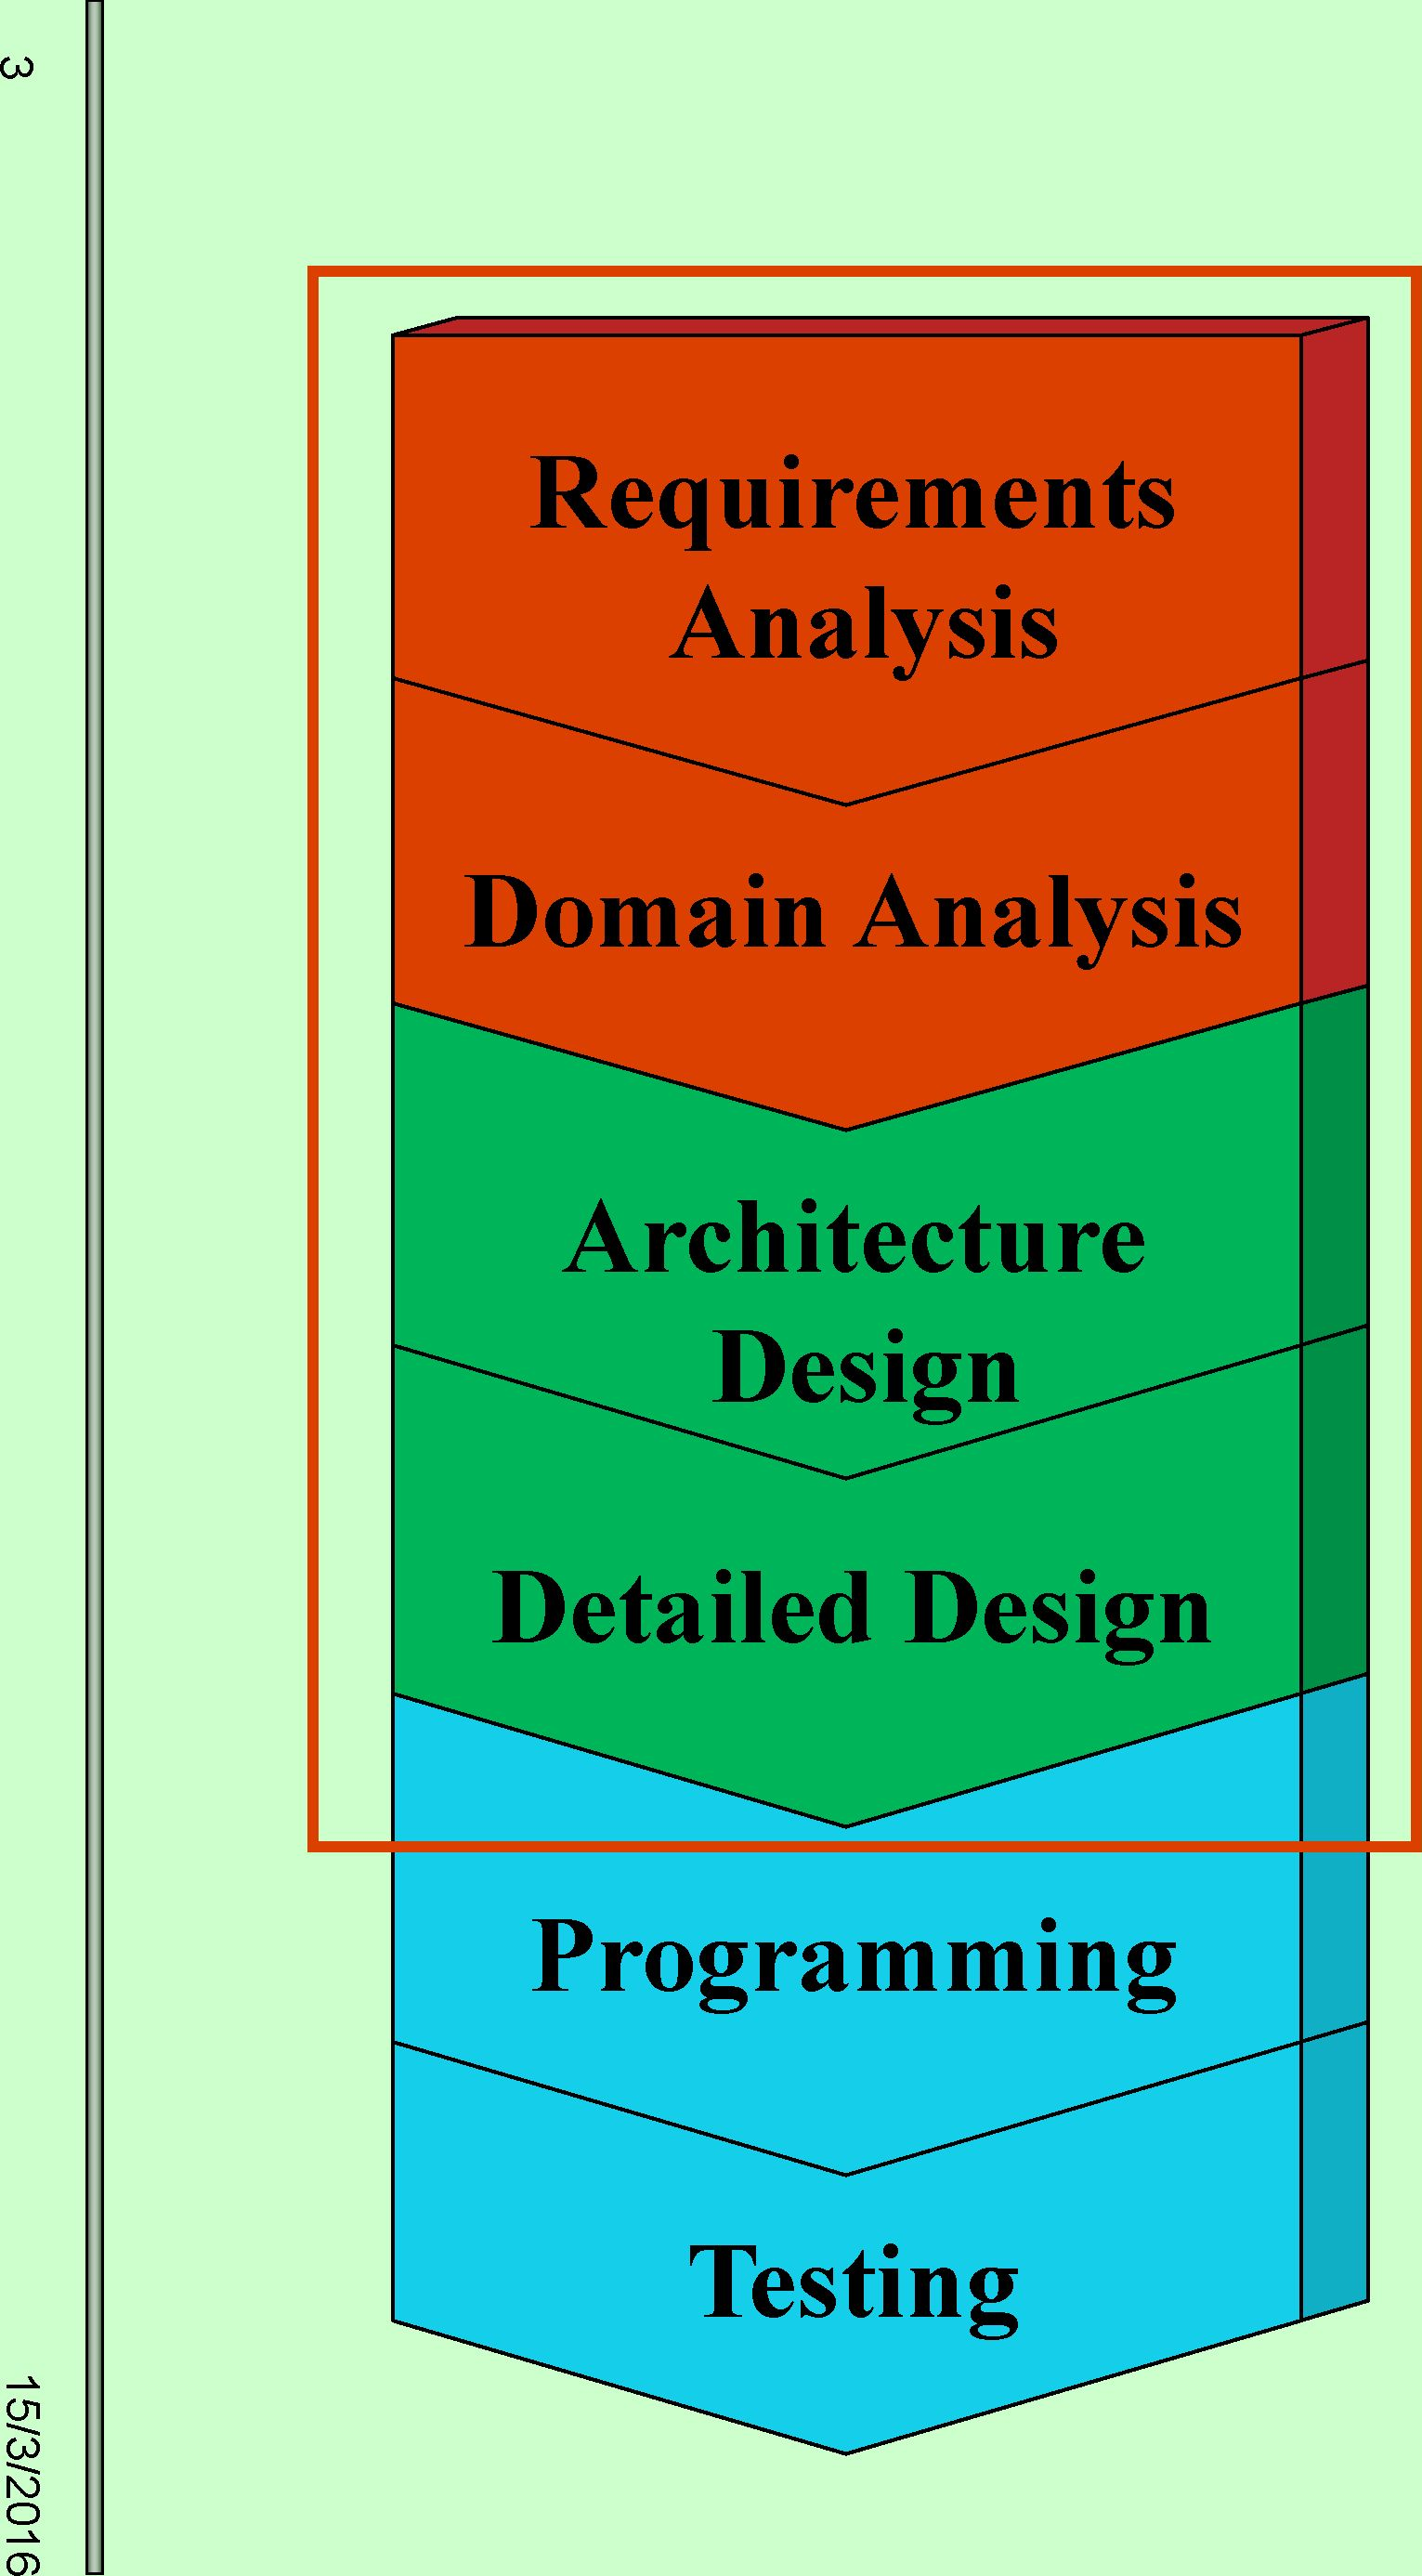 3
Requirements
Analysis
Domain Analysis
Architecture
Design
Detailed Design
Programming
Testing
15/3/2016